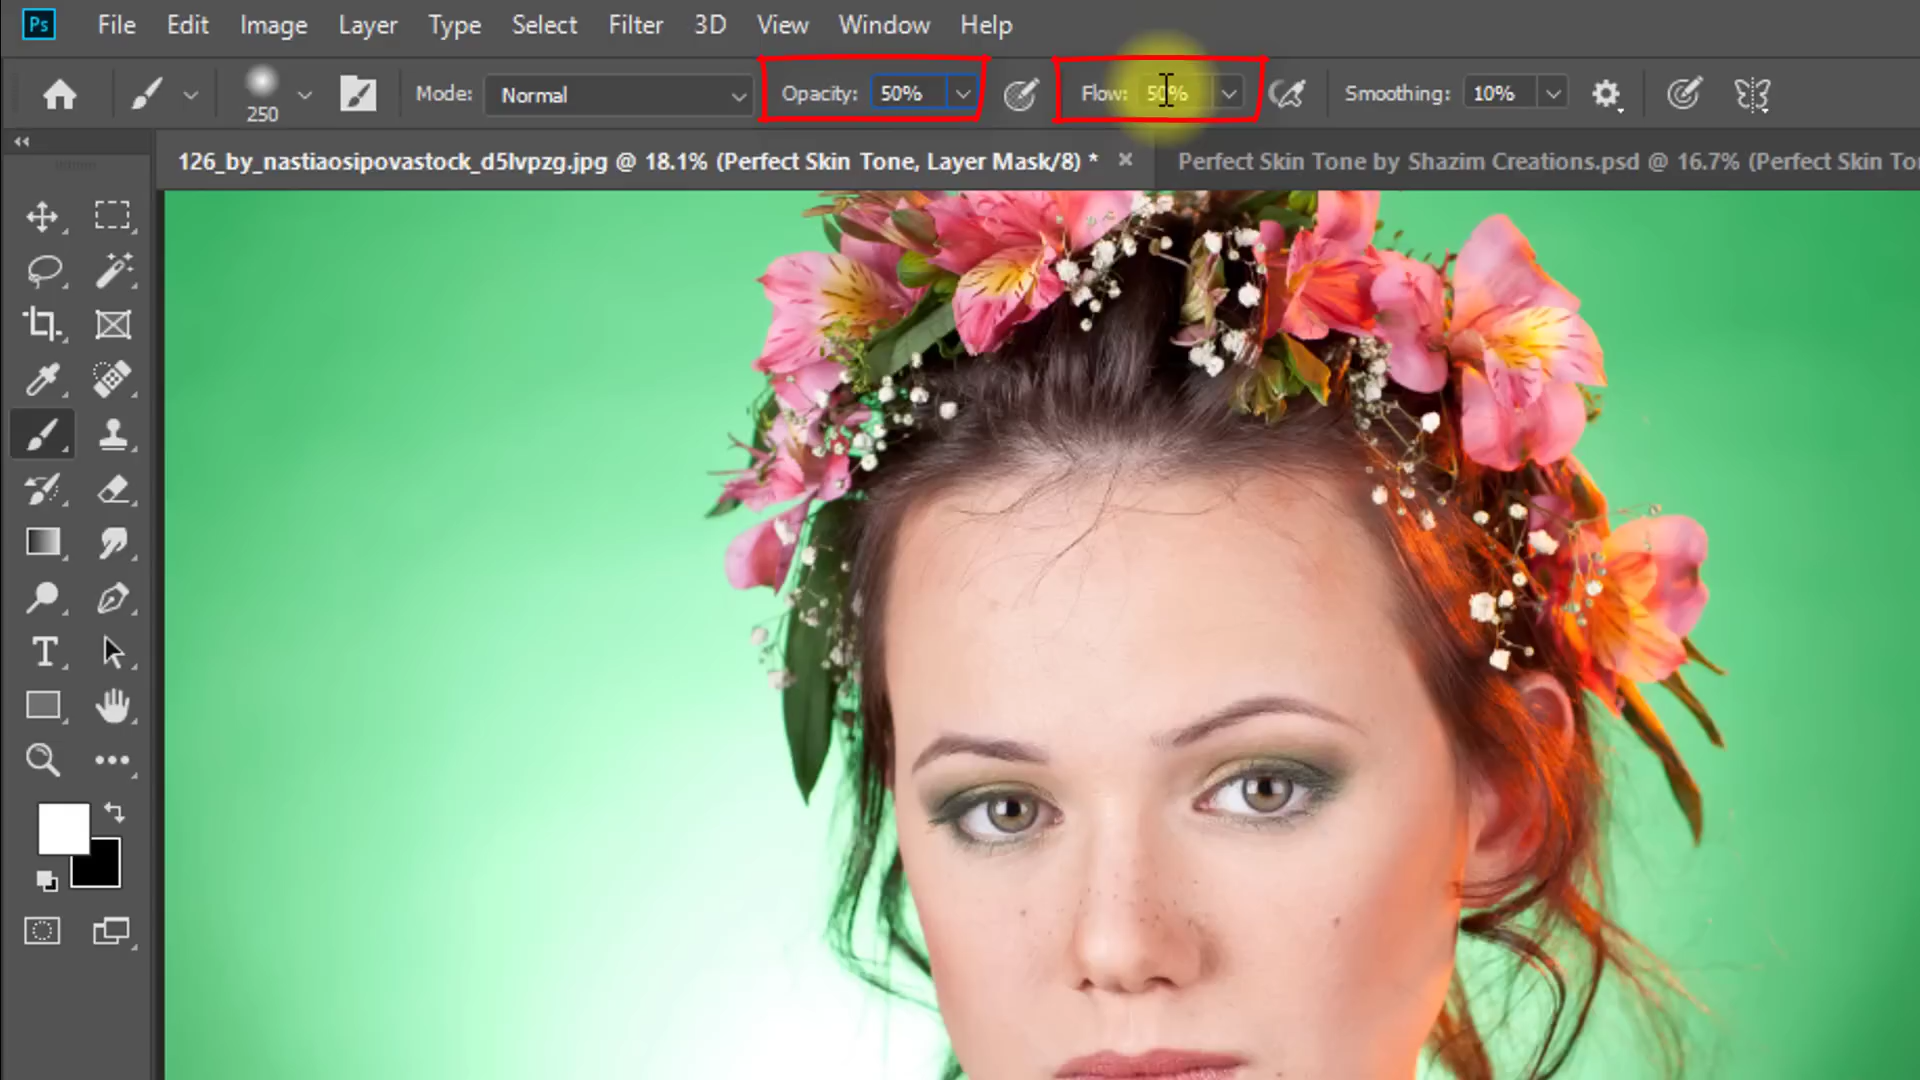 Ps File Edit Image Layer Type Select Filter 3D View Window Help
250 Mode: Normal Opacity: 50% Flow: 50% Smoothing: 10%
126_by_nastiaosipovastock_d5lvpzg.jpg @ 18.1% (Perfect Skin Tone, Layer Mask/8) * × Perfect Skin Tone by Shazim Creations.psd @ 16.7% (Perfect Skin To